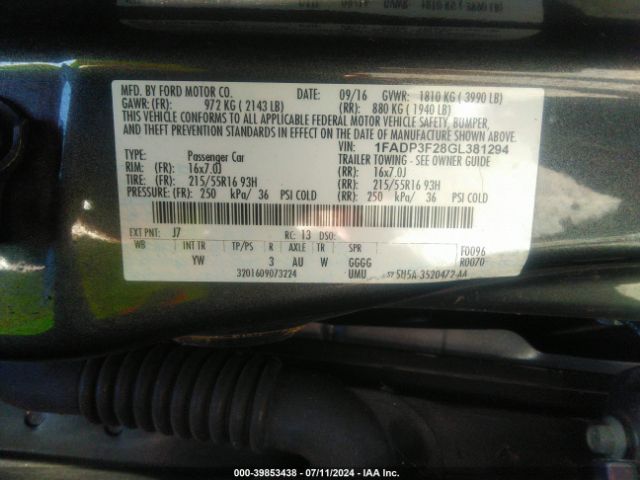 MFD. BY FORD MOTOR CO. DATE: 09/16 GVWR: 1810 KG ( 3990 LB)
GAWR: (FR): 972 KG ( 2143 LB) (RR): 880 KG ( 1940 LB)
THIS VEHICLE CONFORMS TO ALL APPLICABLE FEDERAL MOTOR VEHICLE SAFETY, BUMPER,
AND THEFT PREVENTION STANDARDS IN EFFECT ON THE DATE OF MANUFACTURE SHOWN ABOVE.
VIN: 1FADP3F28GL381294
TYPE: Passenger Car TRAILER TOWING - SEE OWNER GUIDE
RIM: (FR): 16x7.0J (RR): 16x7.0J
TIRE: (FR): 215/55R16 93H (RR): 215/55R16 93H
PRESSURE: (FR): 250 kPa/ 36 PSI COLD (RR): 250 kPa/ 36 PSI COLD
EXT PNT: J7 RC: 13 DSO: F0096
WB INT TR TP/PS R AXLE TR SPR R0070
YW 3 AU W GGGG
3201609073224 UMU 5U5A-3520472-AA
000-39853438 - 07/11/2024 - IAA Inc.